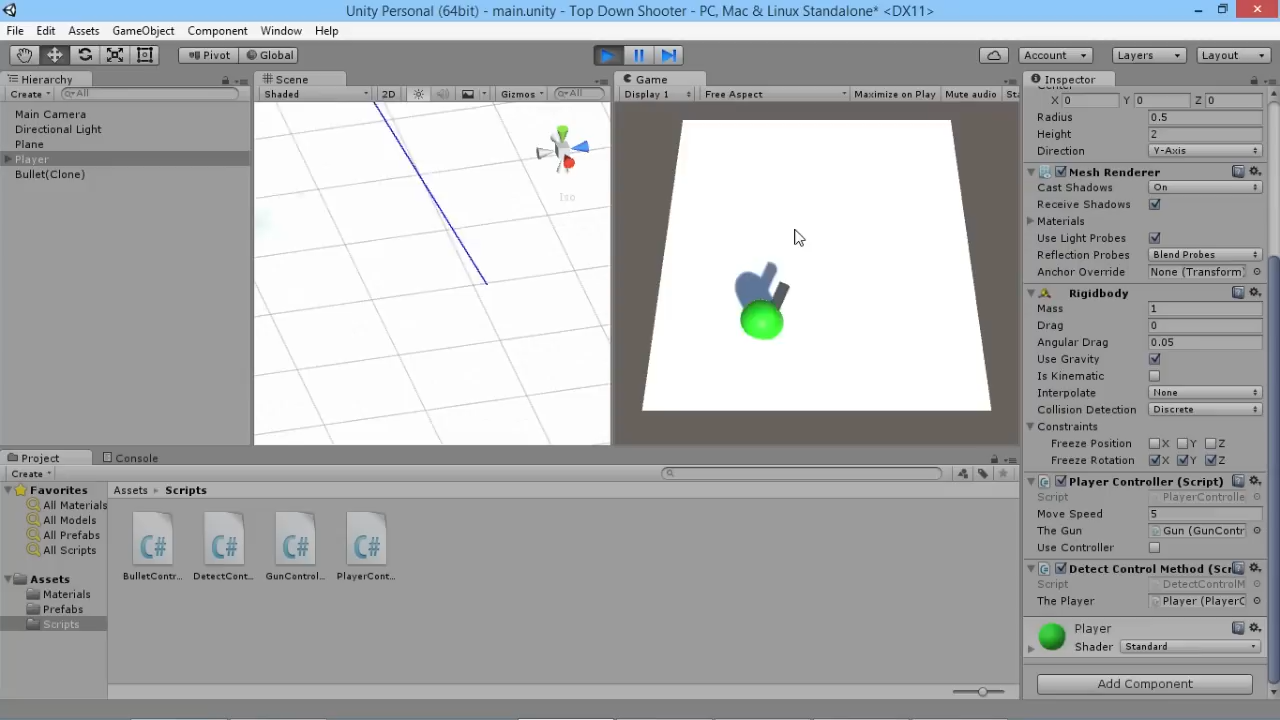 Unity Personal (64bit) - main.unity - Top Down Shooter - PC, Mac & Linux Standalone* <DX11>
File Edit Assets GameObject Component Window Help
Pivot Global Account Layers Layout
Hierarchy
Create All
Main Camera
Directional Light
Plane
Player
Bullet(Clone)
Scene
Shaded 2D Gizmos All
Iso
Game
Display 1 Free Aspect Maximize on Play Mute audio Sta
Inspector
Center
X 0 Y 0 Z 0
Radius 0.5
Height 2
Direction Y-Axis
Mesh Renderer
Cast Shadows On
Receive Shadows
Materials
Use Light Probes
Reflection Probes Blend Probes
Anchor Override None (Transform)
Rigidbody
Mass 1
Drag 0
Angular Drag 0.05
Use Gravity
Is Kinematic
Interpolate None
Collision Detection Discrete
Constraints
Freeze Position X Y Z
Freeze Rotation X Y Z
Player Controller (Script)
Script PlayerControlle
Move Speed 5
The Gun Gun (GunContr
Use Controller
Detect Control Method (Scr
Script DetectControlM
The Player Player (PlayerC
Player
Shader Standard
Add Component
Project Console
Create
Favorites
All Materials
All Models
All Prefabs
All Scripts
Assets
Materials
Prefabs
Scripts
Assets Scripts
C# C# C# C#
BulletContr... DetectCont... GunControl... PlayerCont...